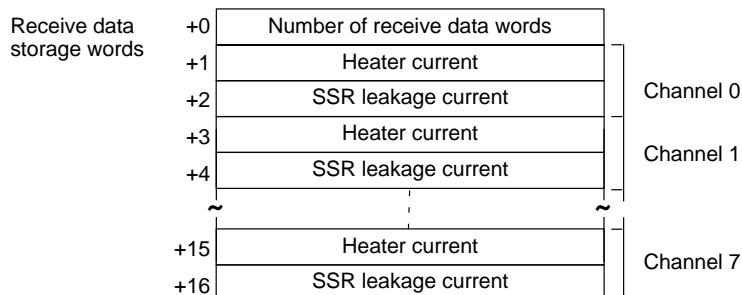 Receive data
storage words
+0 Number of receive data words
+1 Heater current
+2 SSR leakage current
Channel 0
+3 Heater current
+4 SSR leakage current
Channel 1
~ ~
+15 Heater current
+16 SSR leakage current
Channel 7